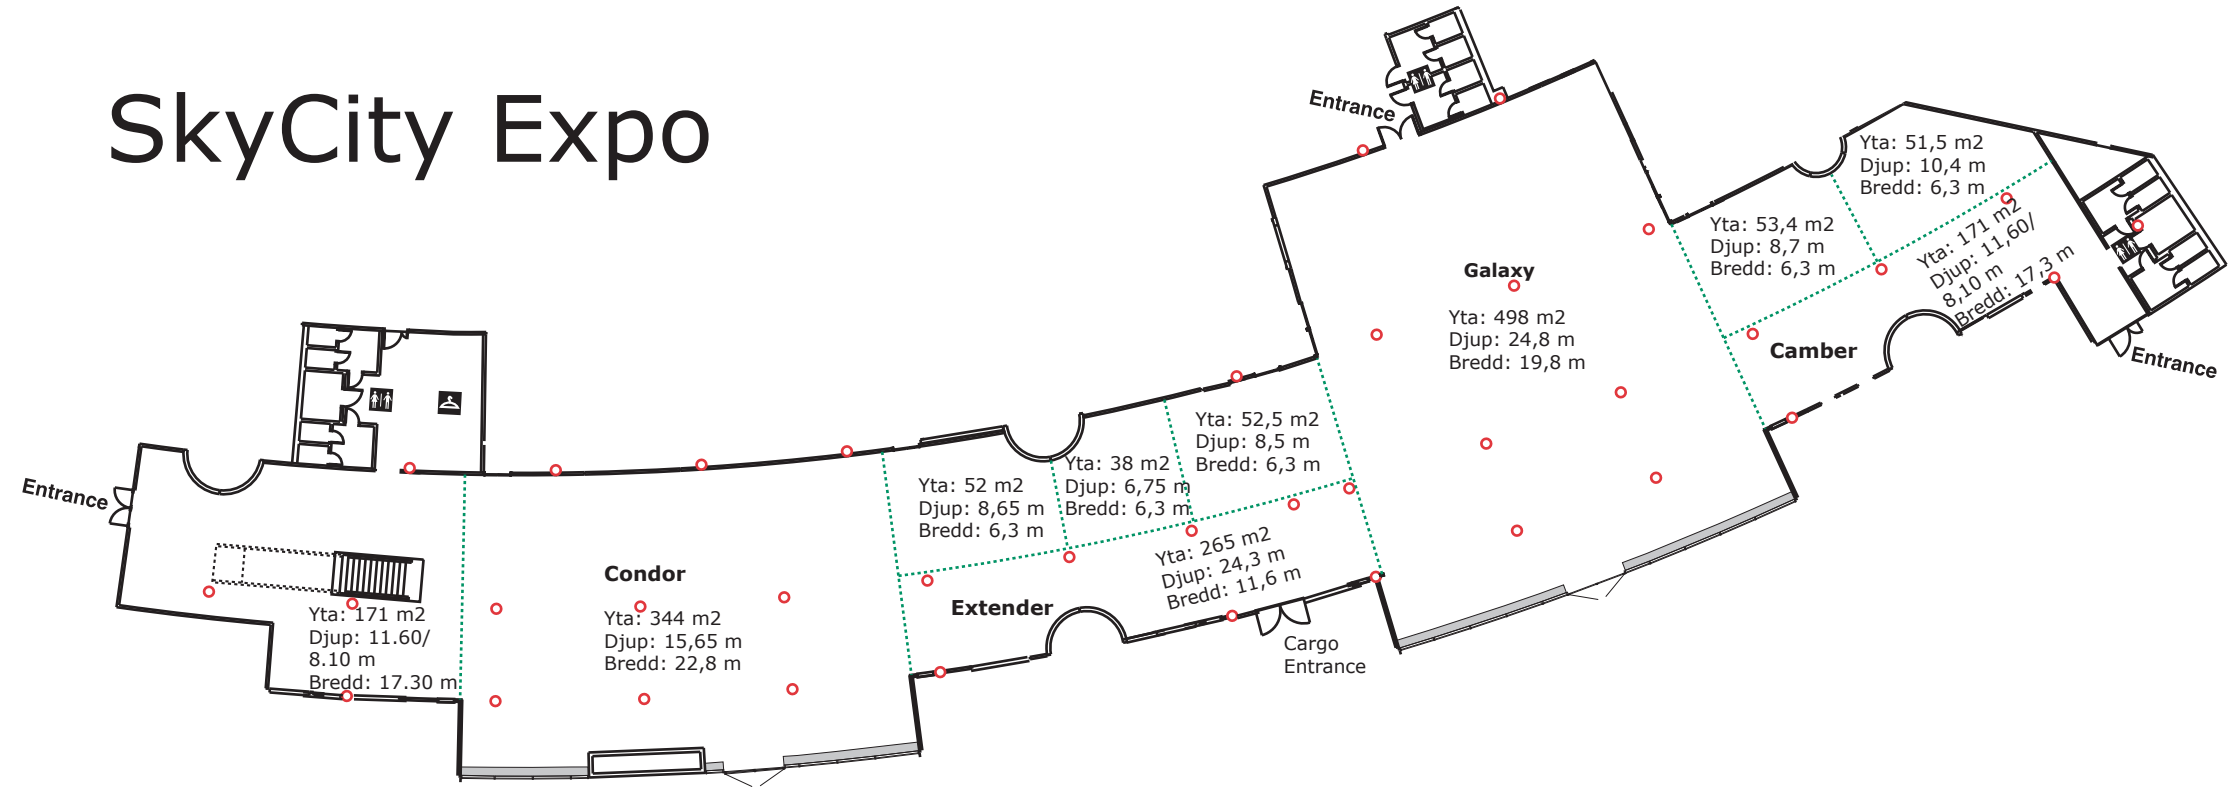 SkyCity Expo
Entrance
Yta: 171 m2
Djup: 11.60/
8.10 m
Bredd: 17.30 m
Condor
Yta: 344 m2
Djup: 15,65 m
Bredd: 22,8 m
Yta: 52 m2
Djup: 8,65 m
Bredd: 6,3 m
Yta: 38 m2
Djup: 6,75 m
Bredd: 6,3 m
Yta: 52,5 m2
Djup: 8,5 m
Bredd: 6,3 m
Extender
Yta: 265 m2
Djup: 24,3 m
Bredd: 11,6 m
Cargo
Entrance
Entrance
Galaxy
Yta: 498 m2
Djup: 24,8 m
Bredd: 19,8 m
Yta: 53,4 m2
Djup: 8,7 m
Bredd: 6,3 m
Yta: 51,5 m2
Djup: 10,4 m
Bredd: 6,3 m
Yta: 171 m2
Djup: 11,60/
8,10 m
Bredd: 17,3 m
Camber
Entrance